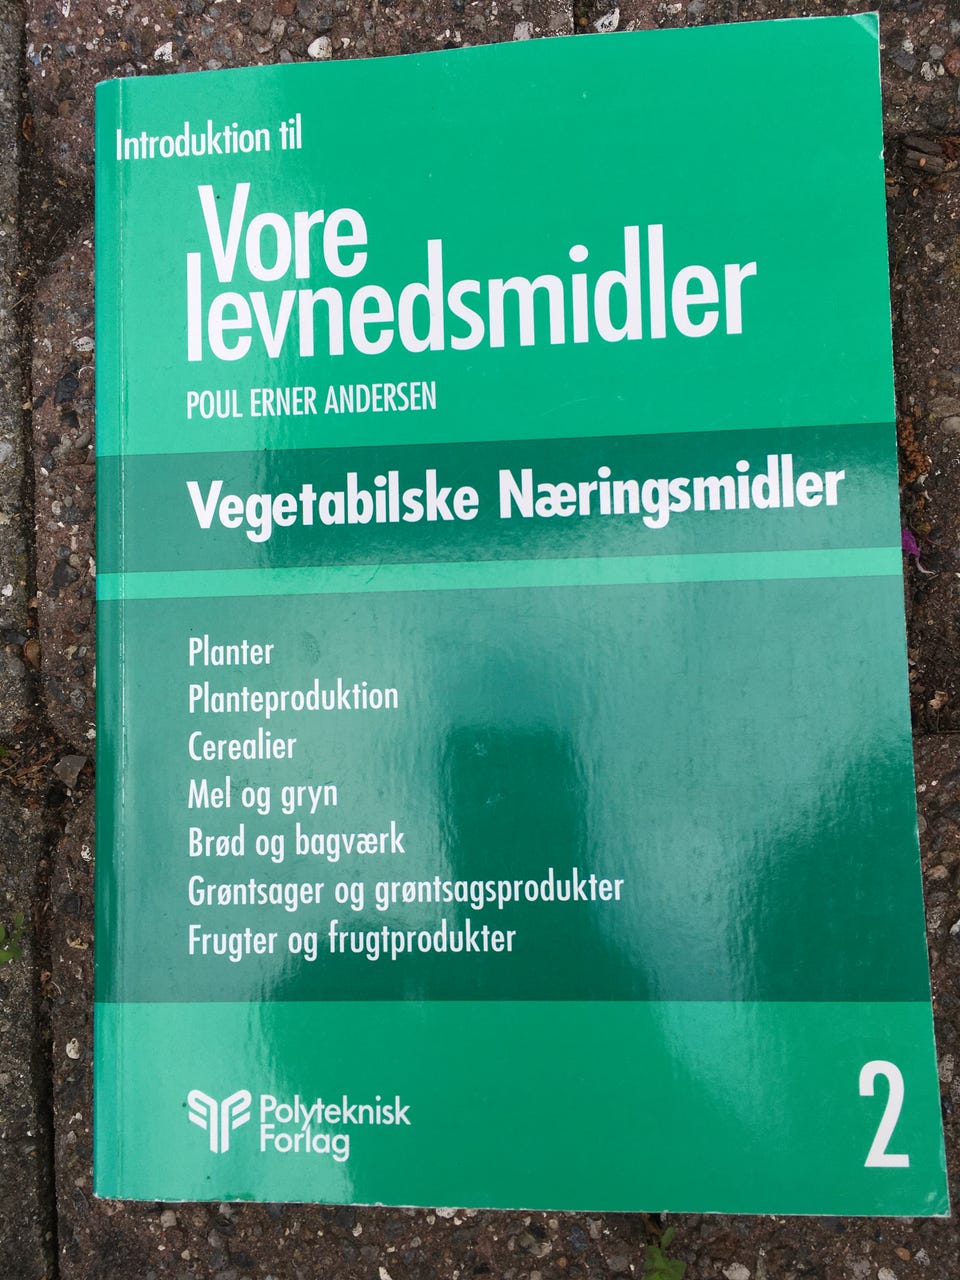 Introduktion til
Vore
levnedsmidler
POUL ERNER ANDERSEN
Vegetabilske Næringsmidler
Planter
Planteproduktion
Cerealier
Mel og gryn
Brød og bagværk
Grøntsager og grøntsagsprodukter
Frugter og frugtprodukter
Polyteknisk
Forlag
2